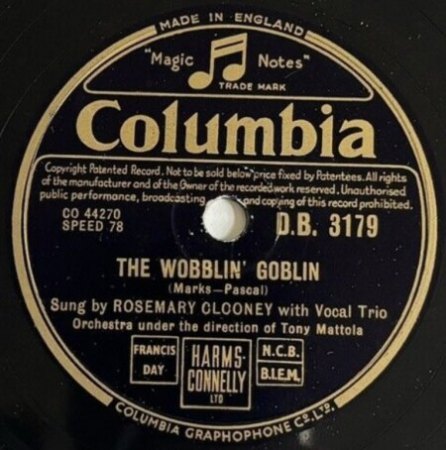 MADE IN ENGLAND
"Magic Notes"
TRADE MARK
Columbia
Copyright Patented Record. Not to be sold below price fixed by Patentees. All rights
of the manufacturer and of the Owner of the recorded work reserved. Unauthorised
public performance, broadcasting and copying of this record prohibited.
CO 44270
SPEED 78
D.B. 3179
THE WOBBLIN' GOBLIN
(Marks—Pascal)
Sung by ROSEMARY CLOONEY with Vocal Trio
Orchestra under the direction of Tony Mattola
FRANCIS
DAY
HARMS-
CONNELLY
LTD
N.C.B.
B.I.E.M.
COLUMBIA GRAPHOPHONE CO. LTD.